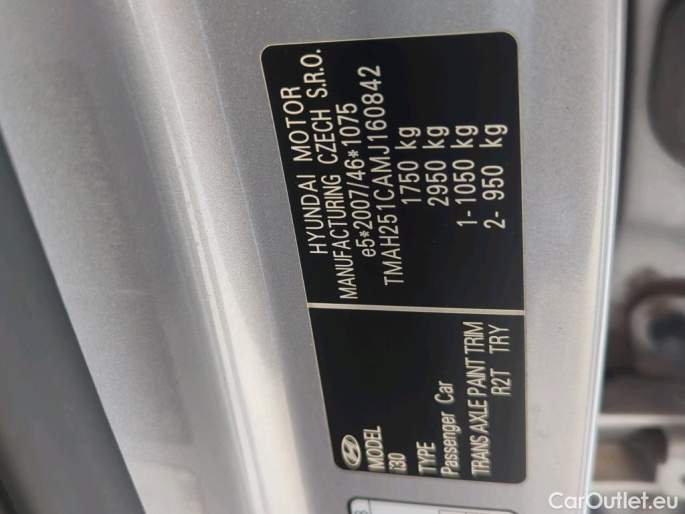 HYUNDAI MOTOR
MANUFACTURING CZECH S.R.O.
e5*2007/46*1075
TMAH251CAMJ160842
1750 kg
2950 kg
1- 1050 kg
2- 950 kg
MODEL
i30
TYPE
Passenger Car
TRANS AXLE PAINT TRIM
R2T TRY
CarOutlet.eu